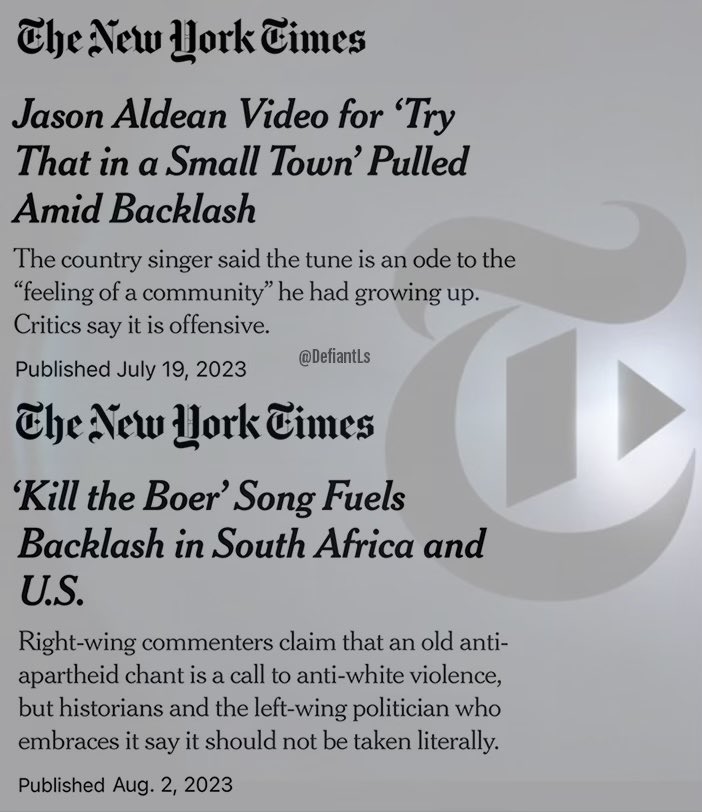 The New York Times
Jason Aldean Video for ‘Try
That in a Small Town’ Pulled
Amid Backlash
The country singer said the tune is an ode to the
“feeling of a community” he had growing up.
Critics say it is offensive.
@DefiantLs
Published July 19, 2023
The New York Times
‘Kill the Boer’ Song Fuels
Backlash in South Africa and
U.S.
Right-wing commenters claim that an old anti-
apartheid chant is a call to anti-white violence,
but historians and the left-wing politician who
embraces it say it should not be taken literally.
Published Aug. 2, 2023